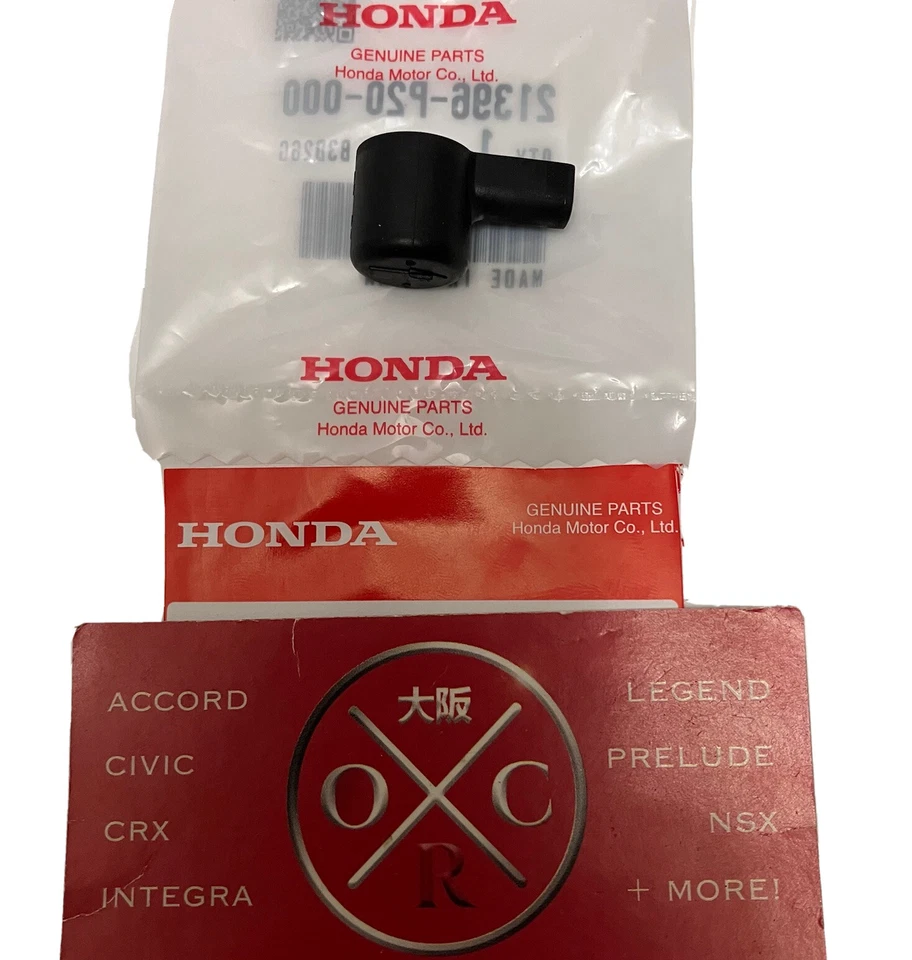 HONDA
GENUINE PARTS
Honda Motor Co., Ltd.
21396-P20-000
1
HONDA
GENUINE PARTS
Honda Motor Co., Ltd.
HONDA
GENUINE PARTS
Honda Motor Co., Ltd.
ACCORD
CIVIC
CRX
INTEGRA
大阪
O C
R
LEGEND
PRELUDE
NSX
+ MORE!